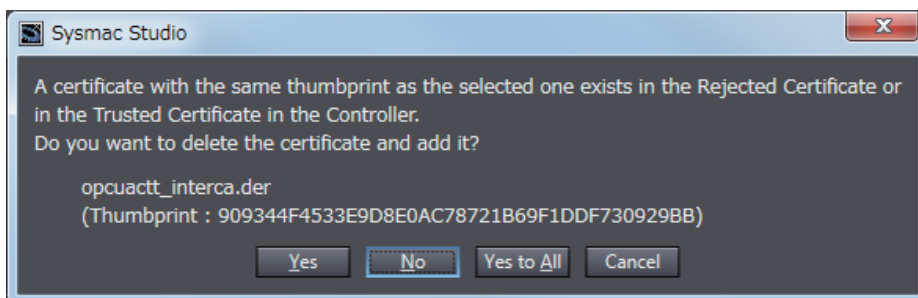 Sysmac Studio
A certificate with the same thumbprint as the selected one exists in the Rejected Certificate or
in the Trusted Certificate in the Controller.
Do you want to delete the certificate and add it?
opcuactt_interca.der
(Thumbprint : 909344F4533E9D8E0AC78721B69F1DDF730929BB)
Yes No Yes to All Cancel